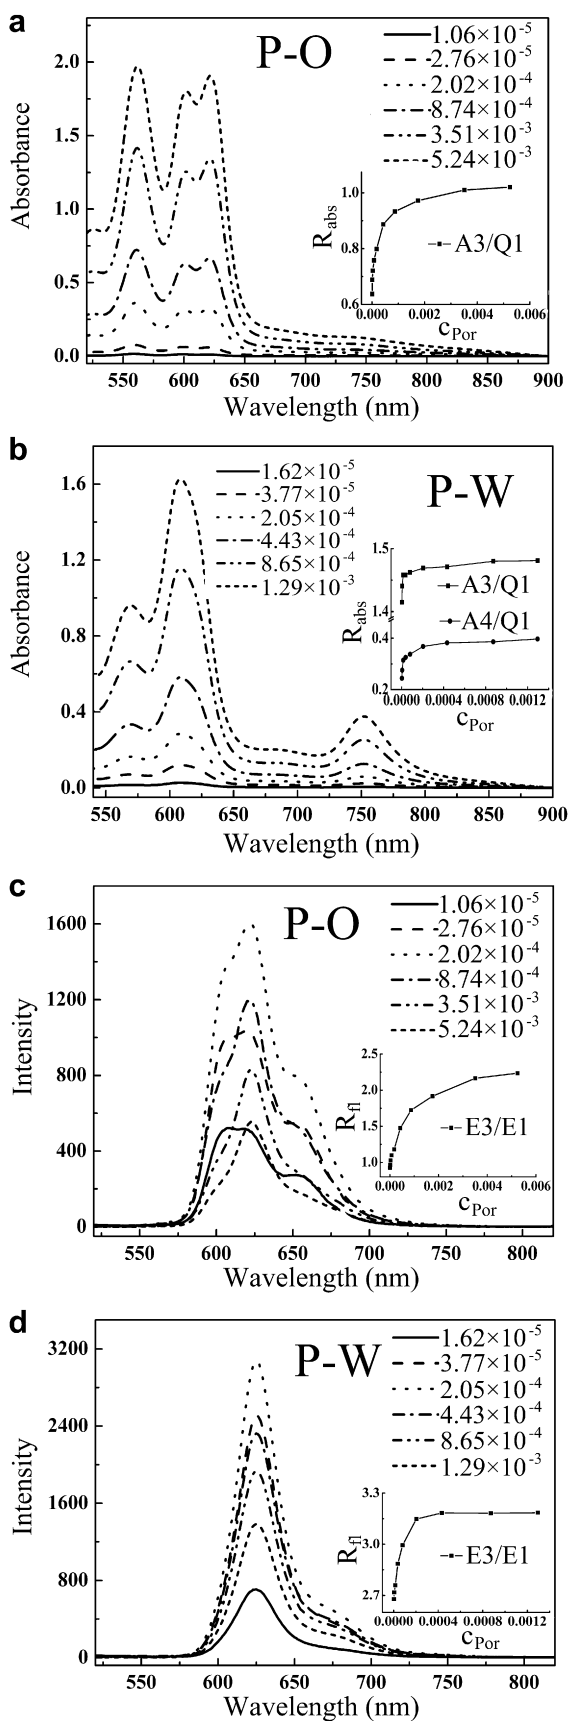 a
P-O
1.06×10-5
2.76×10-5
2.02×10-4
8.74×10-4
3.51×10-3
5.24×10-3
2.0
1.5
1.0
0.5
0.0
Absorbance
1.0
0.8
0.6
Rabs
A3/Q1
0.000 0.002 0.004 0.006
cPor
550 600 650 700 750 800 850 900
Wavelength (nm)
b
P-W
1.62×10-5
3.77×10-5
2.05×10-4
4.43×10-4
8.65×10-4
1.29×10-3
1.6
1.2
0.8
0.4
0.0
Absorbance
1.5
1.4
0.4
0.2
Rabs
A3/Q1
A4/Q1
0.0000 0.0004 0.0008 0.0012
cPor
550 600 650 700 750 800 850 900
Wavelength (nm)
c
P-O
1.06×10-5
2.76×10-5
2.02×10-4
8.74×10-4
3.51×10-3
5.24×10-3
1600
1200
800
400
0
Intensity
2.5
2.0
1.5
1.0
Rfl
E3/E1
0.000 0.002 0.004 0.006
cPor
550 600 650 700 750 800
Wavelength (nm)
d
P-W
1.62×10-5
3.77×10-5
2.05×10-4
4.43×10-4
8.65×10-4
1.29×10-3
3200
2400
1600
800
0
Intensity
3.3
3.0
2.7
Rfl
E3/E1
0.0000 0.0004 0.0008 0.0012
cPor
550 600 650 700 750 800
Wavelength (nm)